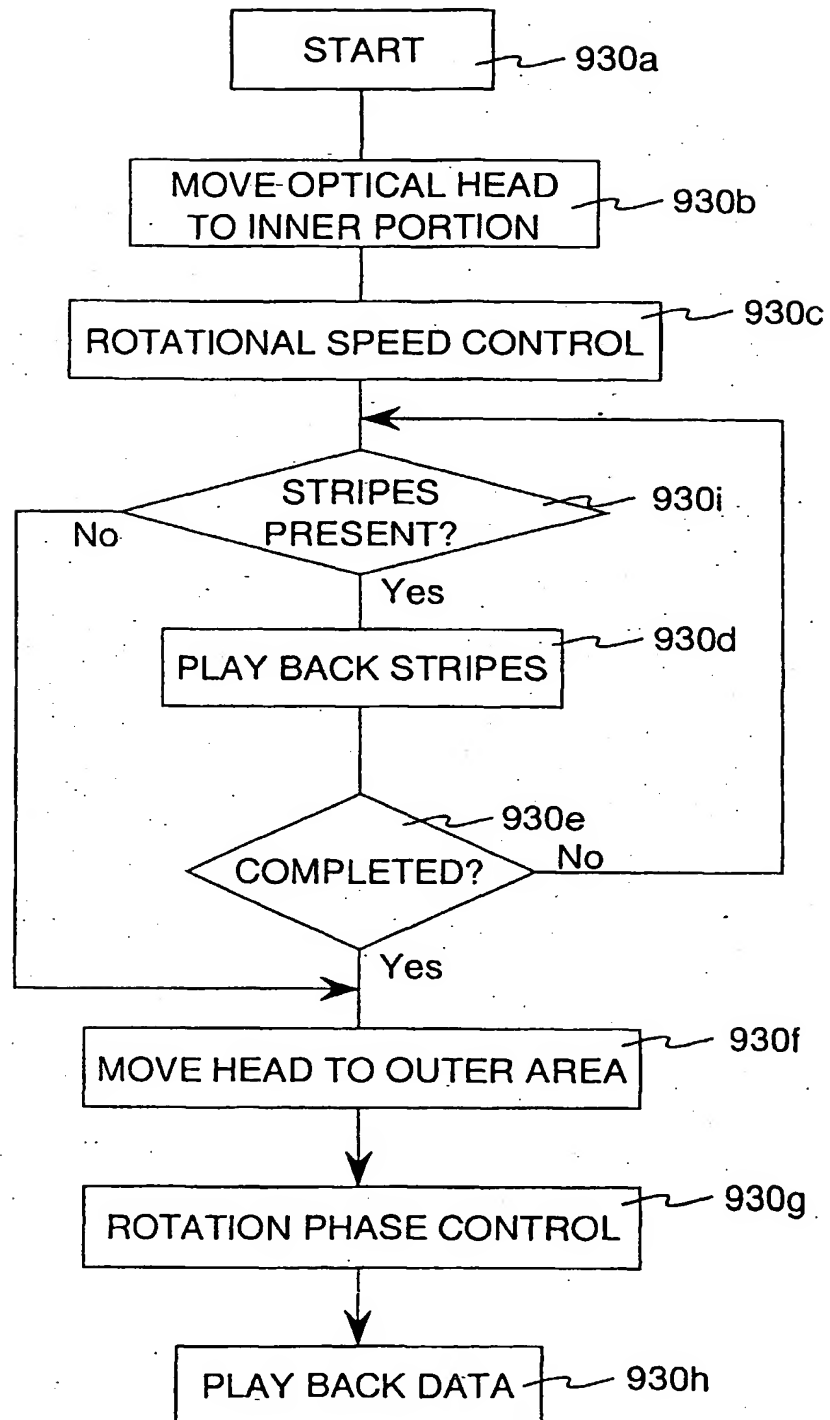 START
930a
MOVE OPTICAL HEAD
TO INNER PORTION
930b
ROTATIONAL SPEED CONTROL
930c
STRIPES
PRESENT?
930i
No
Yes
PLAY BACK STRIPES
930d
COMPLETED?
930e
No
Yes
MOVE HEAD TO OUTER AREA
930f
ROTATION PHASE CONTROL
930g
PLAY BACK DATA
930h